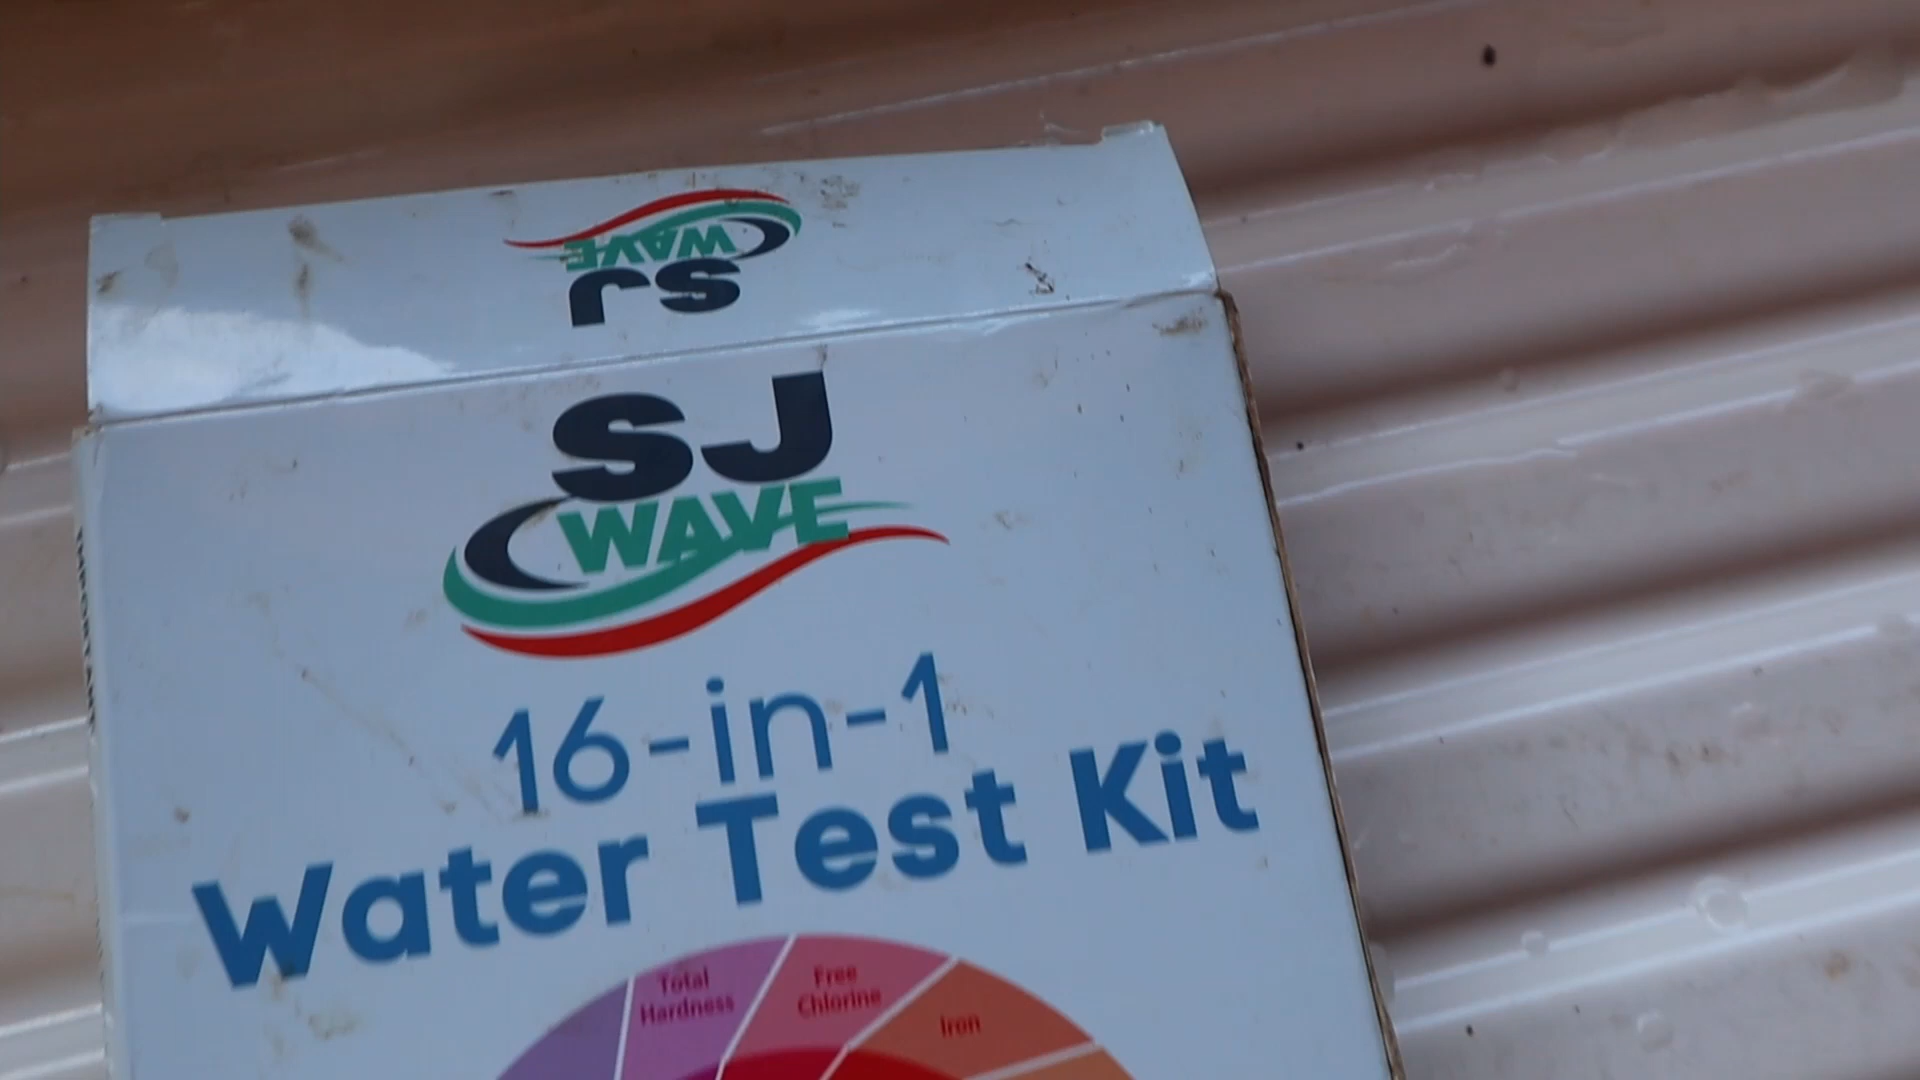 SJ
WAVE
SJ
WAVE
16-in-1
Water Test Kit
Total
Hardness
Free
Chlorine
Iron